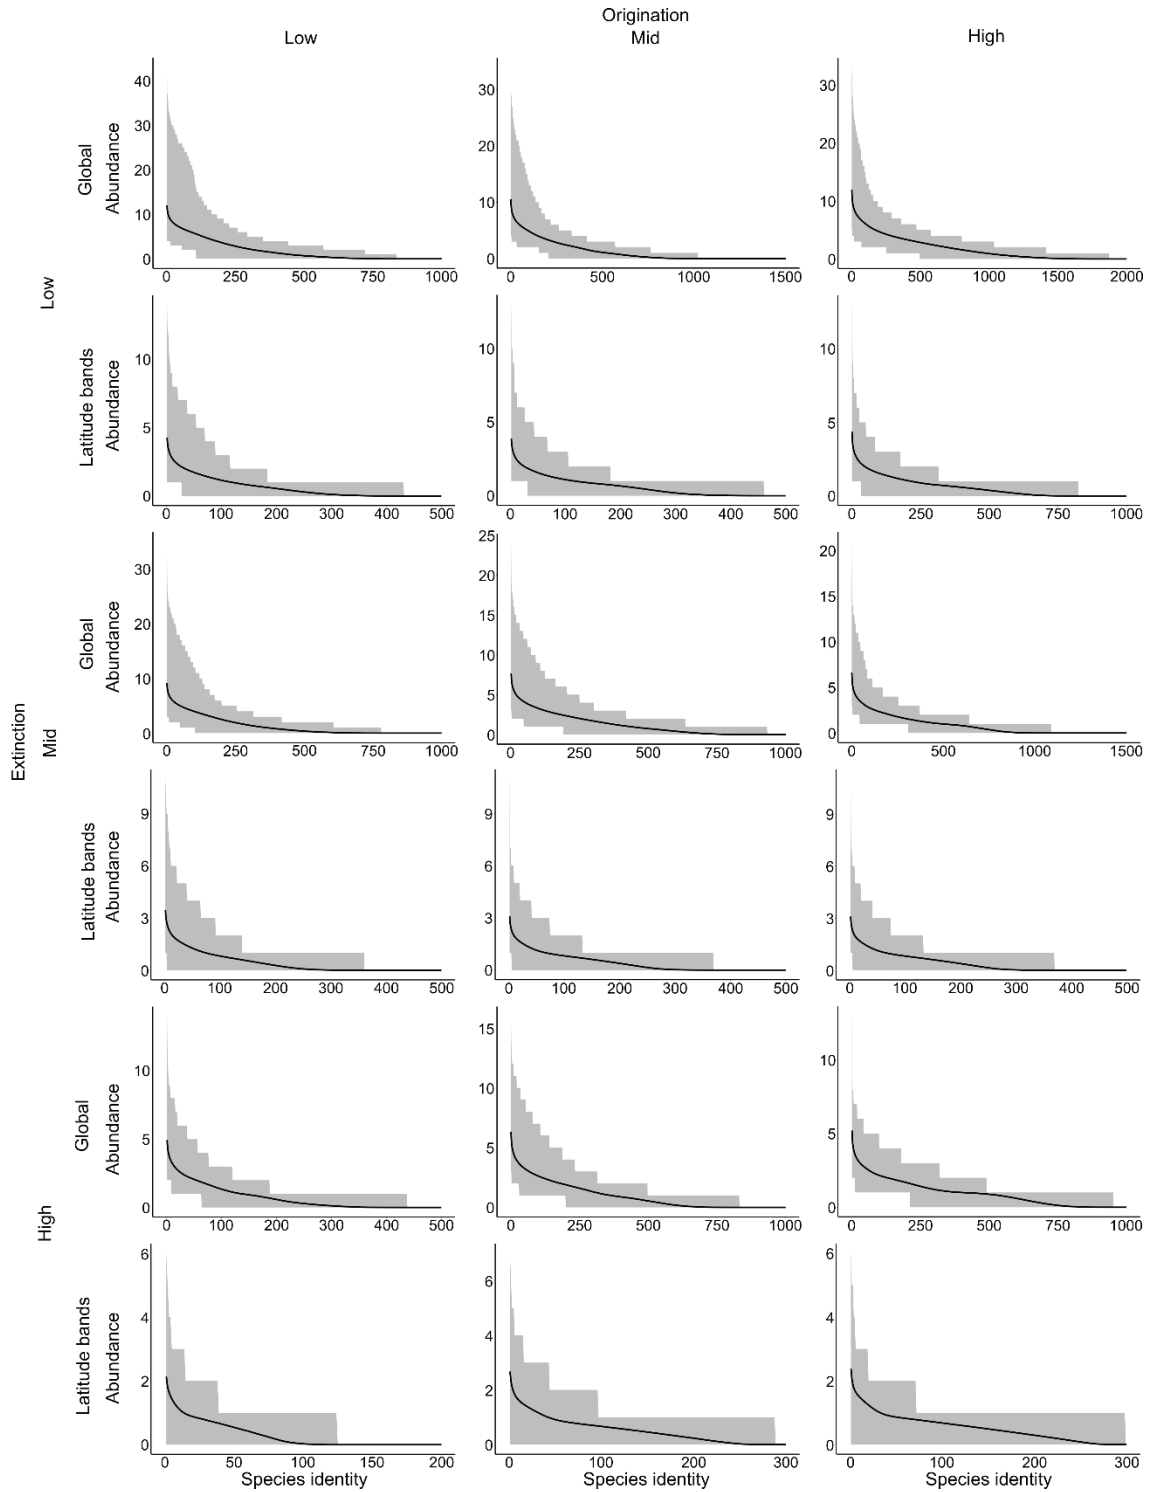 Origination
Low Mid High
Extinction
Low
Global
Abundance
40
30
20
10
0
0 250 500 750 1000
30
20
10
0
0 500 1000 1500
30
20
10
0
0 500 1000 1500 2000
Latitude bands
Abundance
10
5
0
0 100 200 300 400 500
10
5
0
0 100 200 300 400 500
10
5
0
0 250 500 750 1000
Mid
Global
Abundance
30
20
10
0
0 250 500 750 1000
25
20
15
10
5
0
0 250 500 750 1000
20
15
10
5
0
0 500 1000 1500
Latitude bands
Abundance
9
6
3
0
0 100 200 300 400 500
9
6
3
0
0 100 200 300 400 500
9
6
3
0
0 100 200 300 400 500
High
Global
Abundance
10
5
0
0 100 200 300 400 500
15
10
5
0
0 250 500 750 1000
10
5
0
0 250 500 750 1000
Latitude bands
Abundance
6
4
2
0
0 50 100 150 200
Species identity
6
4
2
0
0 100 200 300
Species identity
6
4
2
0
0 100 200 300
Species identity